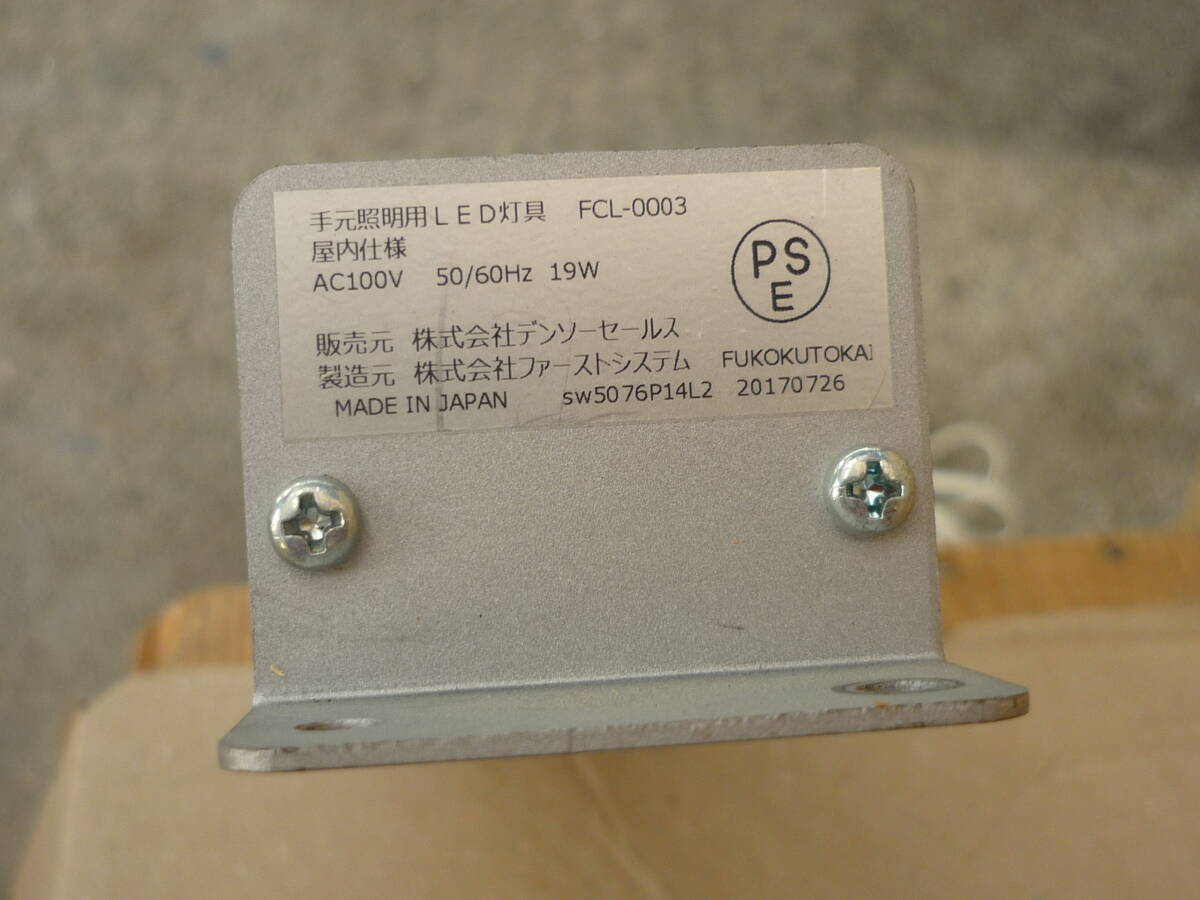 手元照明用LED灯具 FCL-0003
屋内仕様
AC100V 50/60Hz 19W
PSE
販売元 株式会社デンソーセールス
製造元 株式会社ファーストシステム FUKOKUTOKAI
MADE IN JAPAN sw5076P14L2 20170726